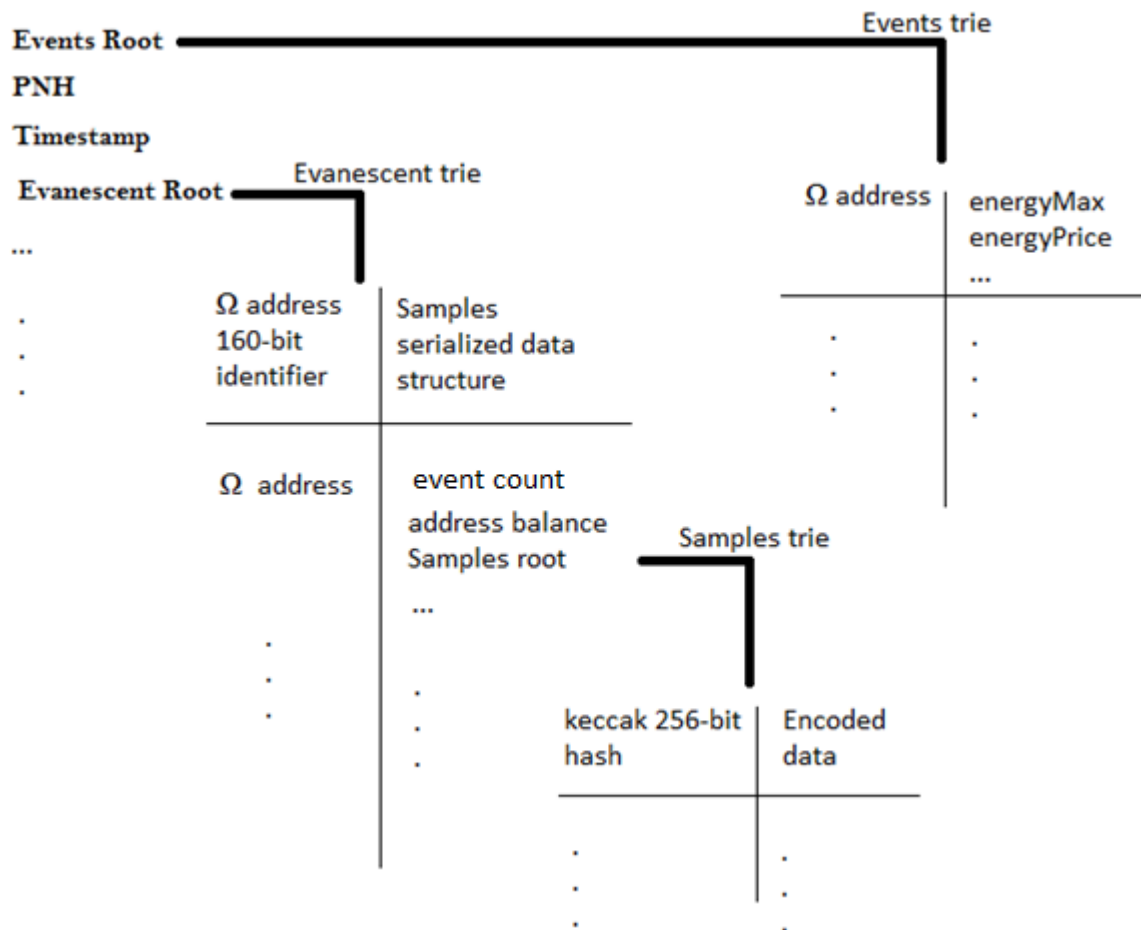 Events trie
Events Root
PNH
Timestamp
Evanescent trie
Evanescent Root
...
.
.
.
Ω address
energyMax
energyPrice
...
.
.
.
.
.
.
Ω address
160-bit
identifier
Samples
serialized data
structure
Ω address
event count
address balance
Samples root
...
.
.
.
.
.
.
Samples trie
keccak 256-bit
hash
Encoded
data
.
.
.
.
.
.